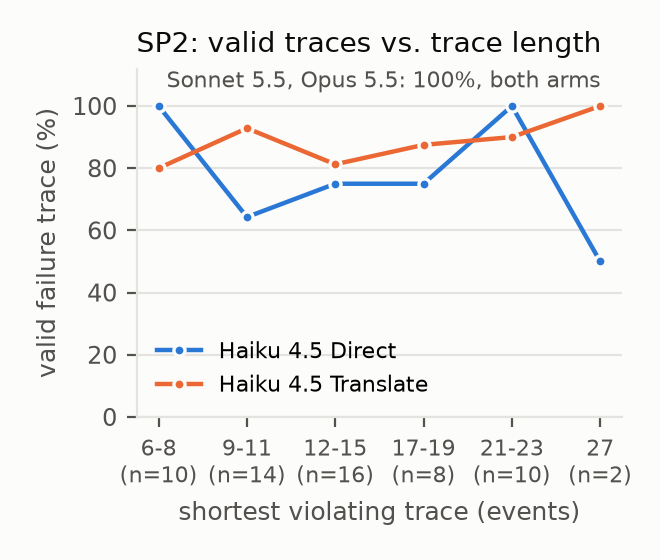 SP2: valid traces vs. trace length
Sonnet 5.5, Opus 5.5: 100%, both arms
valid failure trace (%)
100
80
60
40
20
0
Haiku 4.5 Direct
Haiku 4.5 Translate
6-8 9-11 12-15 17-19 21-23 27
(n=10) (n=14) (n=16) (n=8) (n=10) (n=2)
shortest violating trace (events)